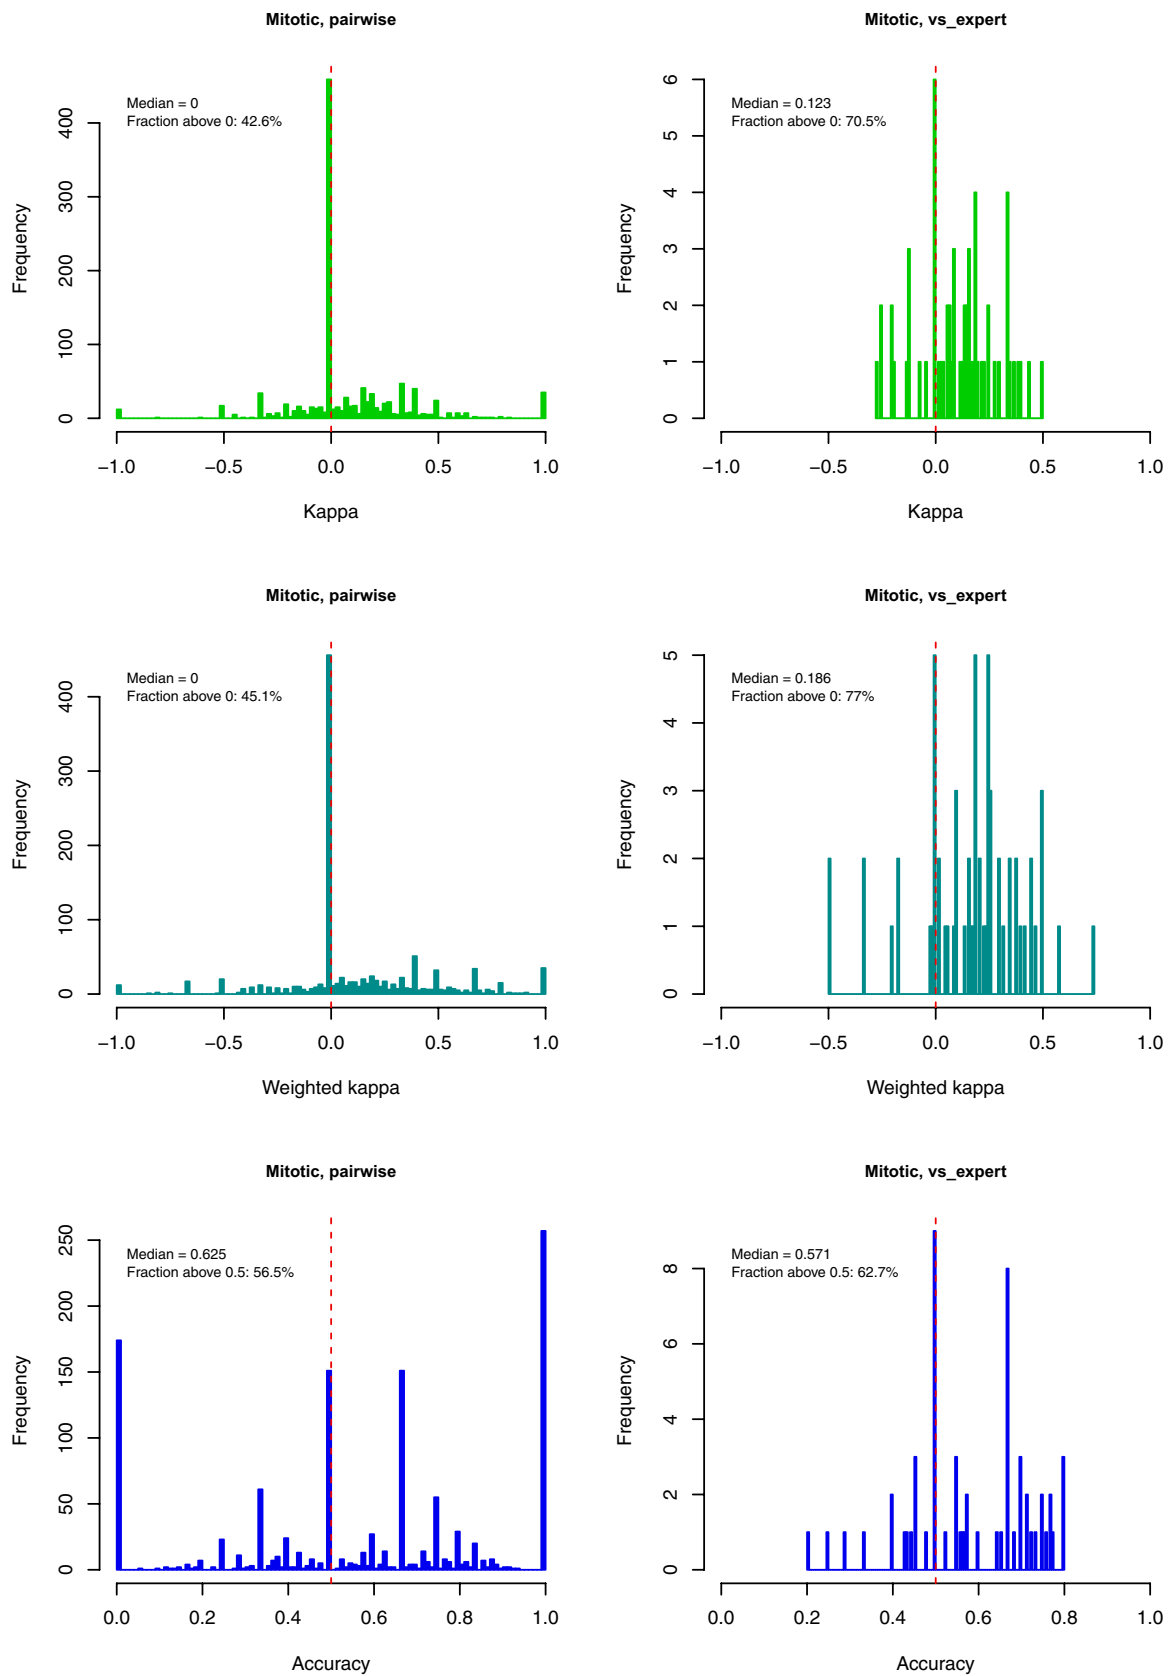 Mitotic, pairwise
Median = 0
Fraction above 0: 42.6%
Frequency
0
100
200
300
400
−1.0 −0.5 0.0 0.5 1.0
Kappa
Mitotic, vs_expert
Median = 0.123
Fraction above 0: 70.5%
Frequency
0
1
2
3
4
5
6
−1.0 −0.5 0.0 0.5 1.0
Kappa
Mitotic, pairwise
Median = 0
Fraction above 0: 45.1%
Frequency
0
100
200
300
400
−1.0 −0.5 0.0 0.5 1.0
Weighted kappa
Mitotic, vs_expert
Median = 0.186
Fraction above 0: 77%
Frequency
0
1
2
3
4
5
−1.0 −0.5 0.0 0.5 1.0
Weighted kappa
Mitotic, pairwise
Median = 0.625
Fraction above 0.5: 56.5%
Frequency
0
50
100
150
200
250
0.0 0.2 0.4 0.6 0.8 1.0
Accuracy
Mitotic, vs_expert
Median = 0.571
Fraction above 0.5: 62.7%
Frequency
0
2
4
6
8
0.0 0.2 0.4 0.6 0.8 1.0
Accuracy